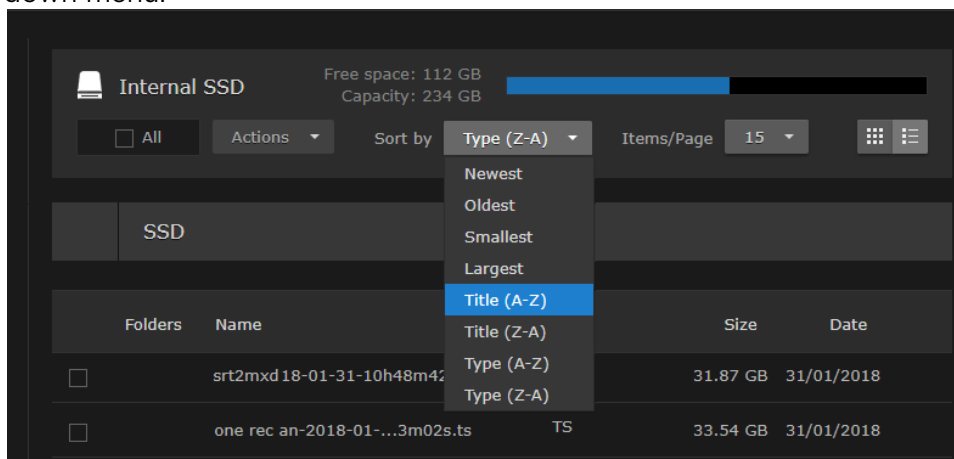 down menu.
Internal SSD
Free space: 112 GB
Capacity: 234 GB
All
Actions
Sort by
Type (Z-A)
Items/Page
15
Newest
Oldest
Smallest
Largest
Title (A-Z)
Title (Z-A)
Type (A-Z)
Type (Z-A)
SSD
Folders
Name
Size
Date
srt2mxd18-01-31-10h48m42
31.87 GB
31/01/2018
one rec an-2018-01-...3m02s.ts
TS
33.54 GB
31/01/2018